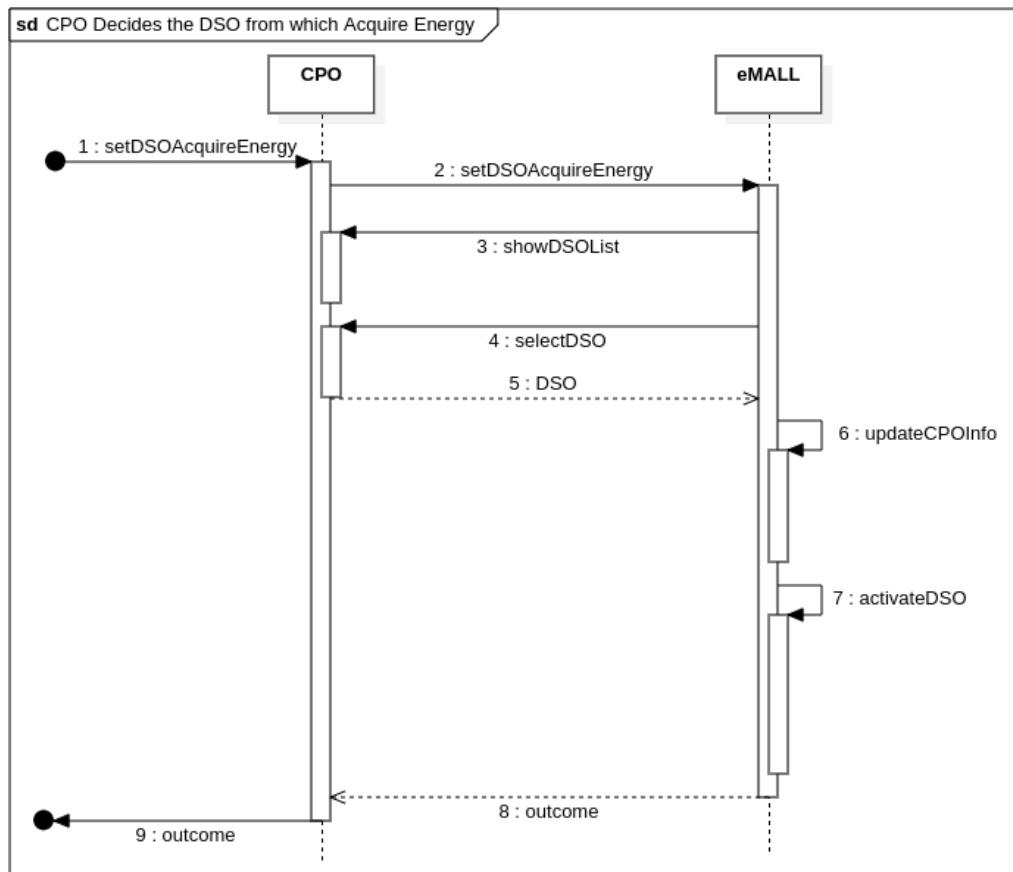 sd CPO Decides the DSO from which Acquire Energy
CPO
eMALL
1 : setDSOAcquireEnergy
2 : setDSOAcquireEnergy
3 : showDSOList
4 : selectDSO
5 : DSO
6 : updateCPOInfo
7 : activateDSO
8 : outcome
9 : outcome